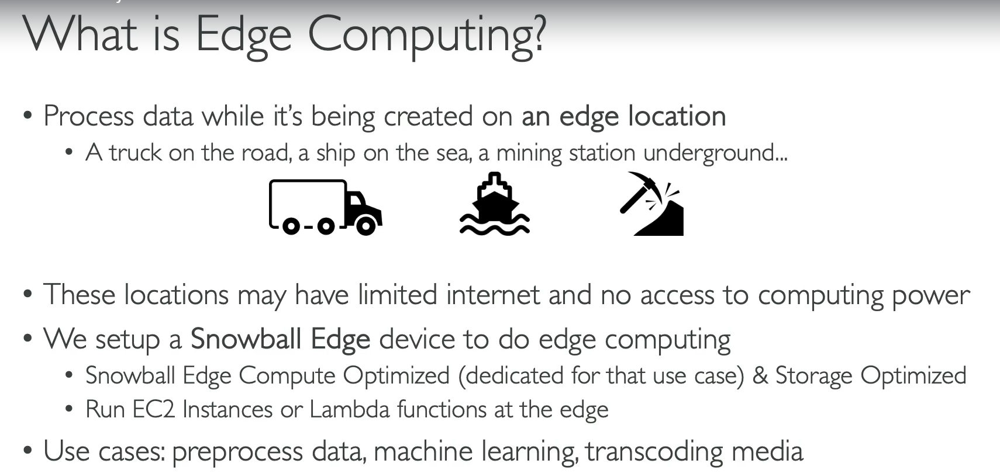 What is Edge Computing?
• Process data while it's being created on an edge location
• A truck on the road, a ship on the sea, a mining station underground...
• These locations may have limited internet and no access to computing power
• We setup a Snowball Edge device to do edge computing
• Snowball Edge Compute Optimized (dedicated for that use case) & Storage Optimized
• Run EC2 Instances or Lambda functions at the edge
• Use cases: preprocess data, machine learning, transcoding media